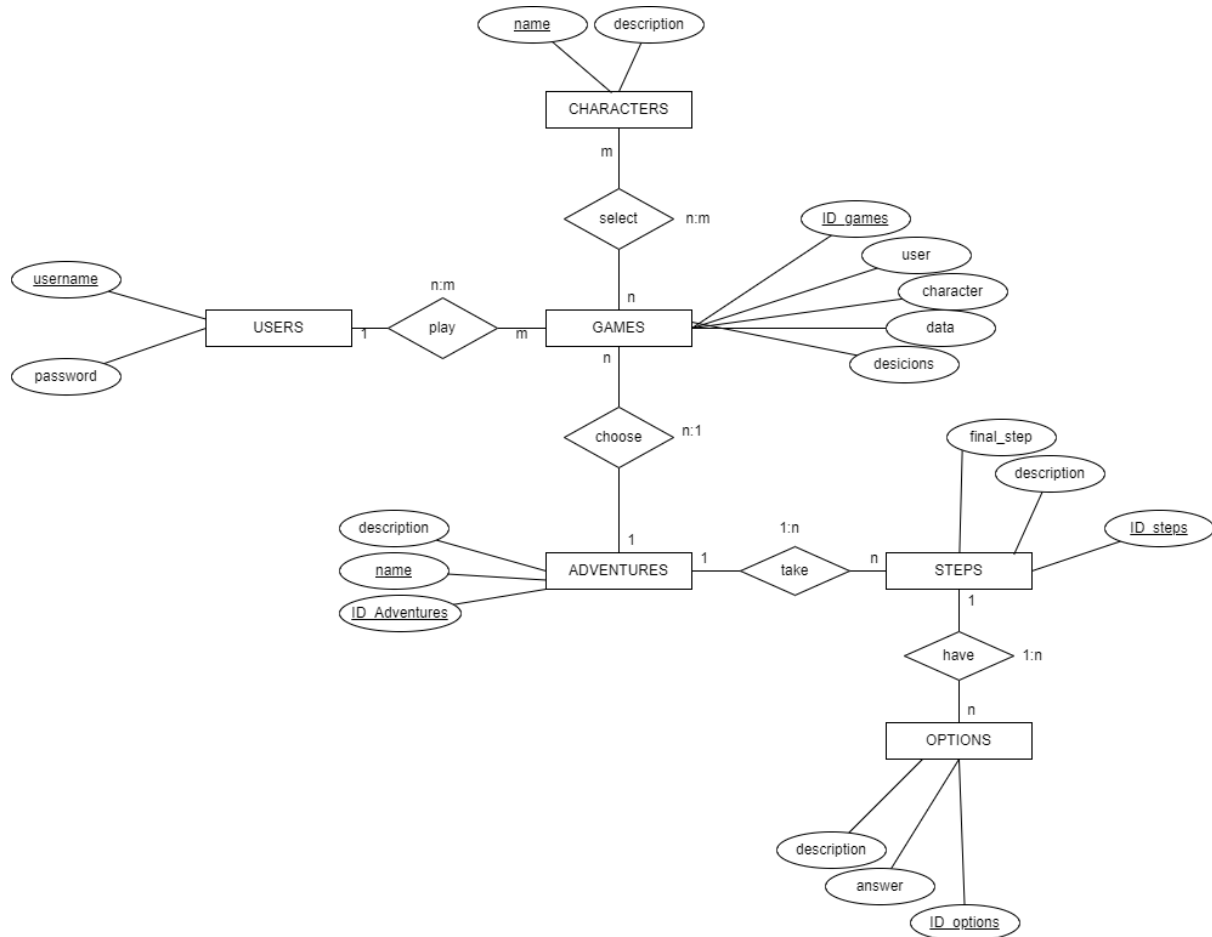 name
description
CHARACTERS
m
select
n:m
ID_games
user
username
character
n:m
n
USERS
1
play
m
GAMES
data
n
desicions
password
choose
n:1
final_step
description
description
1:n
ID_steps
1
name
ADVENTURES
1
take
n
STEPS
ID_Adventures
1
have
1:n
n
OPTIONS
description
answer
ID_options